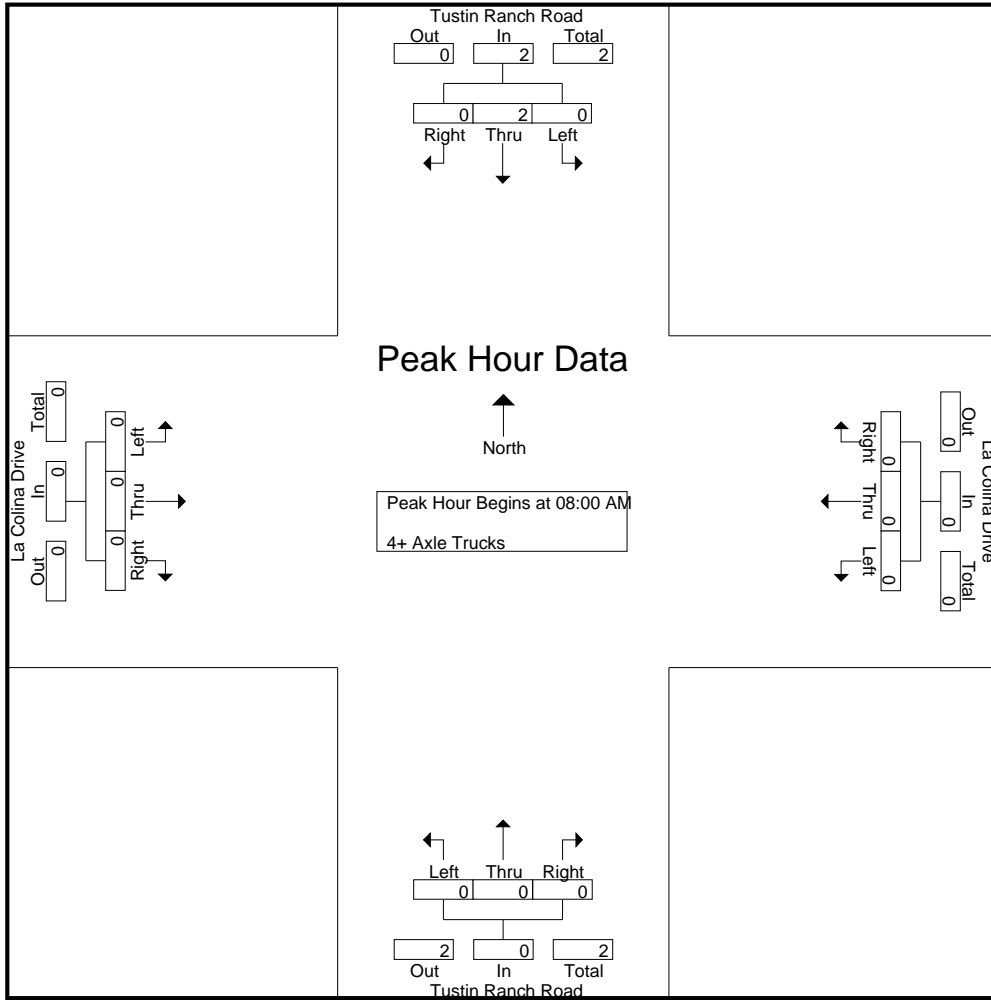 Tustin Ranch Road
Out In Total
0 2 2
0 2 0
Right Thru Left
Peak Hour Data
North
Peak Hour Begins at 08:00 AM
4+ Axle Trucks
La Colina Drive
Out In Total
0 0 0
Right Thru Left
0 0 0
La Colina Drive
Total In Out
0 0 0
Left Thru Right
0 0 0
Left Thru Right
0 0 0
2 0 2
Out In Total
Tustin Ranch Road